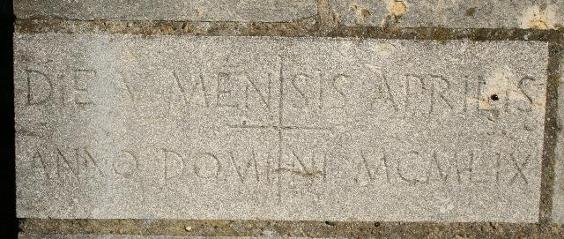 DIE V MENSIS APRILIS
ANNO DOMINI MCMLIX